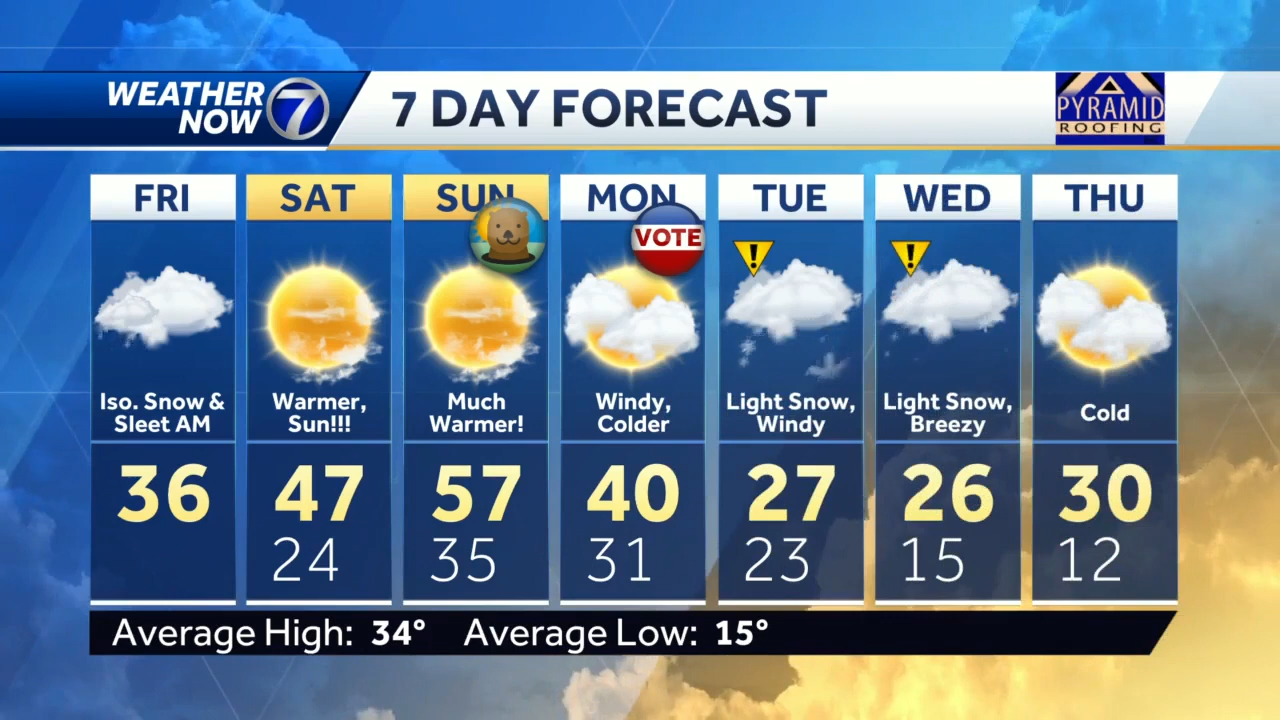 WEATHER
NOW 7
7 DAY FORECAST
PYRAMID
ROOFING
FRI
SAT
SUN
MON
TUE
WED
THU
VOTE
!
!
Iso. Snow &
Sleet AM
Warmer,
Sun!!!
Much
Warmer!
Windy,
Colder
Light Snow,
Windy
Light Snow,
Breezy
Cold
36
47
57
40
27
26
30
24
35
31
23
15
12
Average High: 34° Average Low: 15°